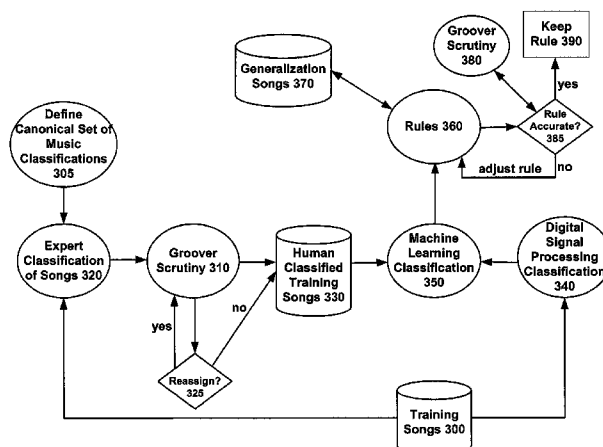 Define
Canonical Set of
Music
Classifications
305
Expert
Classification
of Songs 320
Groover
Scrutiny 310
yes
no
Reassign?
325
Human
Classified
Training
Songs 330
Generalization
Songs 370
Rules 360
Groover
Scrutiny
380
Keep
Rule 390
yes
Rule
Accurate?
385
adjust rule
no
Machine
Learning
Classification
350
Digital
Signal
Processing
Classification
340
Training
Songs 300